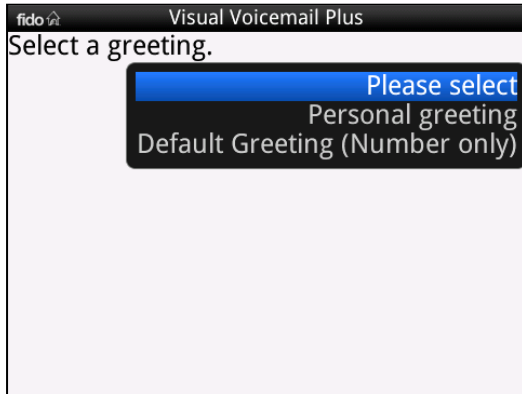 fido Visual Voicemail Plus
Select a greeting.
Please select
Personal greeting
Default Greeting (Number only)